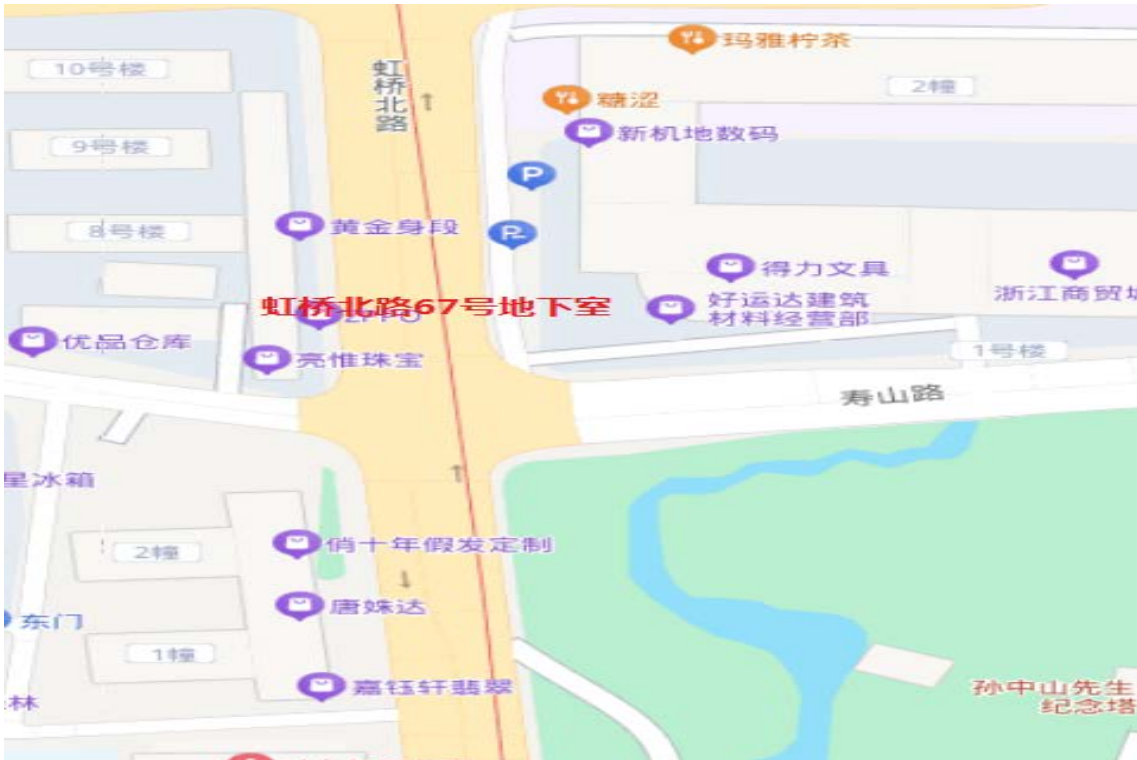 玛雅柠茶
10号楼
虹桥北路
2幢
糖涩
新机地数码
9号楼
P
黄金身段
8号楼
P
得力文具
浙江商贸城
虹桥北路67号地下室
好运达建筑
材料经营部
优品仓库
亮惟珠宝
1号楼
寿山路
星冰箱
俏十年假发定制
2幢
唐姝达
东门
1幢
嘉钰轩翡翠
孙中山先生
纪念塔
林